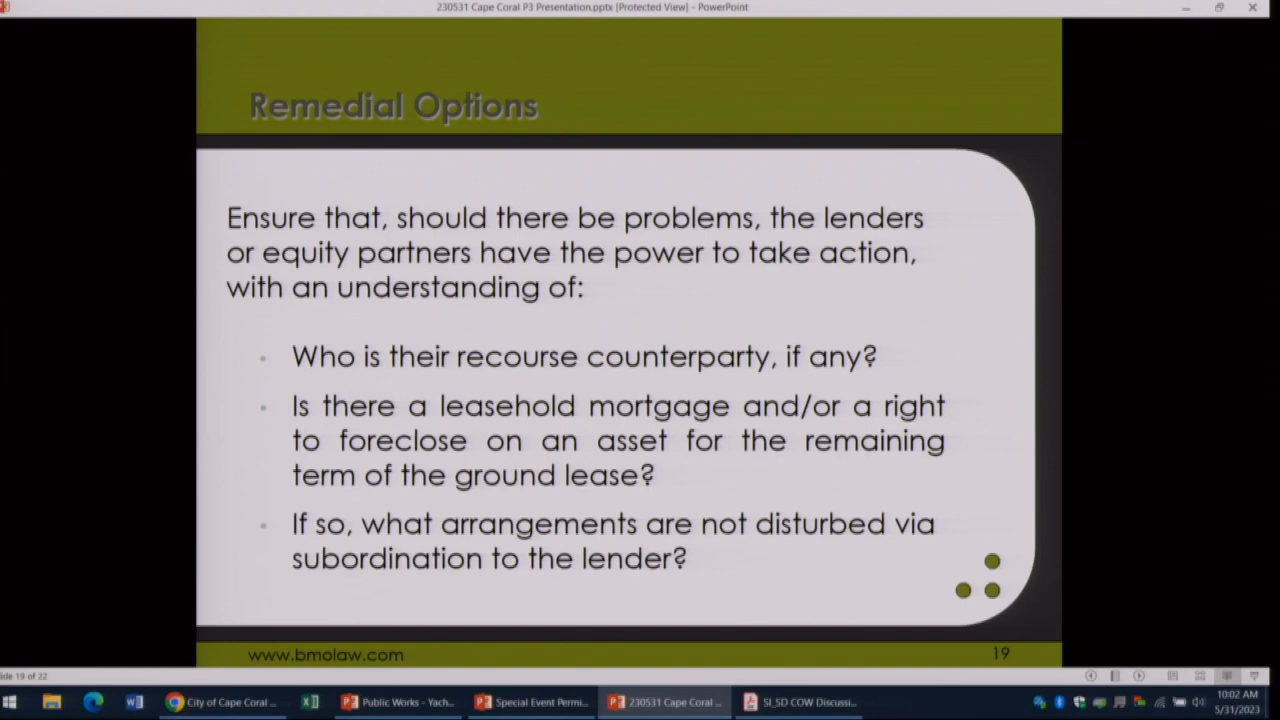 230531 Cape Coral P3 Presentation.pptx [Protected View] - PowerPoint
Remedial Options
Ensure that, should there be problems, the lenders
or equity partners have the power to take action,
with an understanding of:
• Who is their recourse counterparty, if any?
• Is there a leasehold mortgage and/or a right
to foreclose on an asset for the remaining
term of the ground lease?
• If so, what arrangements are not disturbed via
subordination to the lender?
www.bmolaw.com
19
ide 19 of 22
City of Cape Coral ...
Public Works - Yach...
Special Event Permi...
230531 Cape Coral ...
SI_SD COW Discussi...
10:02 AM
5/31/2023